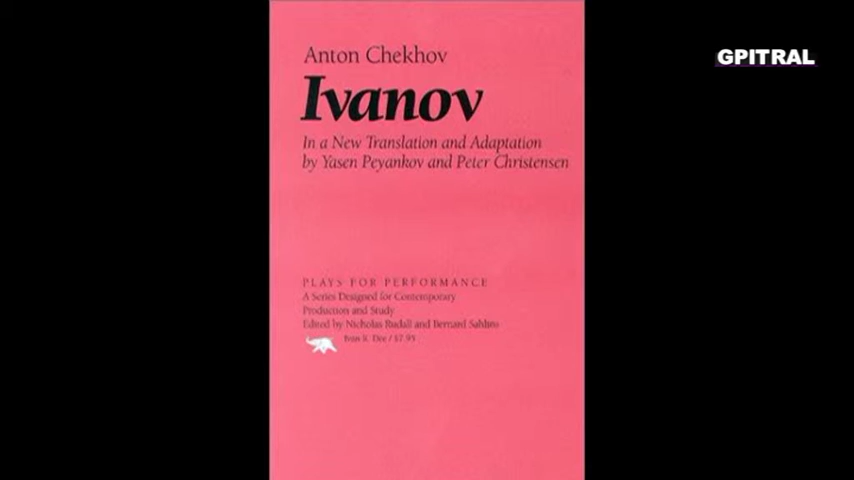 Anton Chekhov
GPITRAL
Ivanov
In a New Translation and Adaptation
by Yasen Peyankov and Peter Christensen
PLAYS FOR PERFORMANCE
A Series Designed for Contemporary
Production and Study
Edited by Nicholas Rudall and Bernard Sahlins
Ivan R. Dee / $7.95